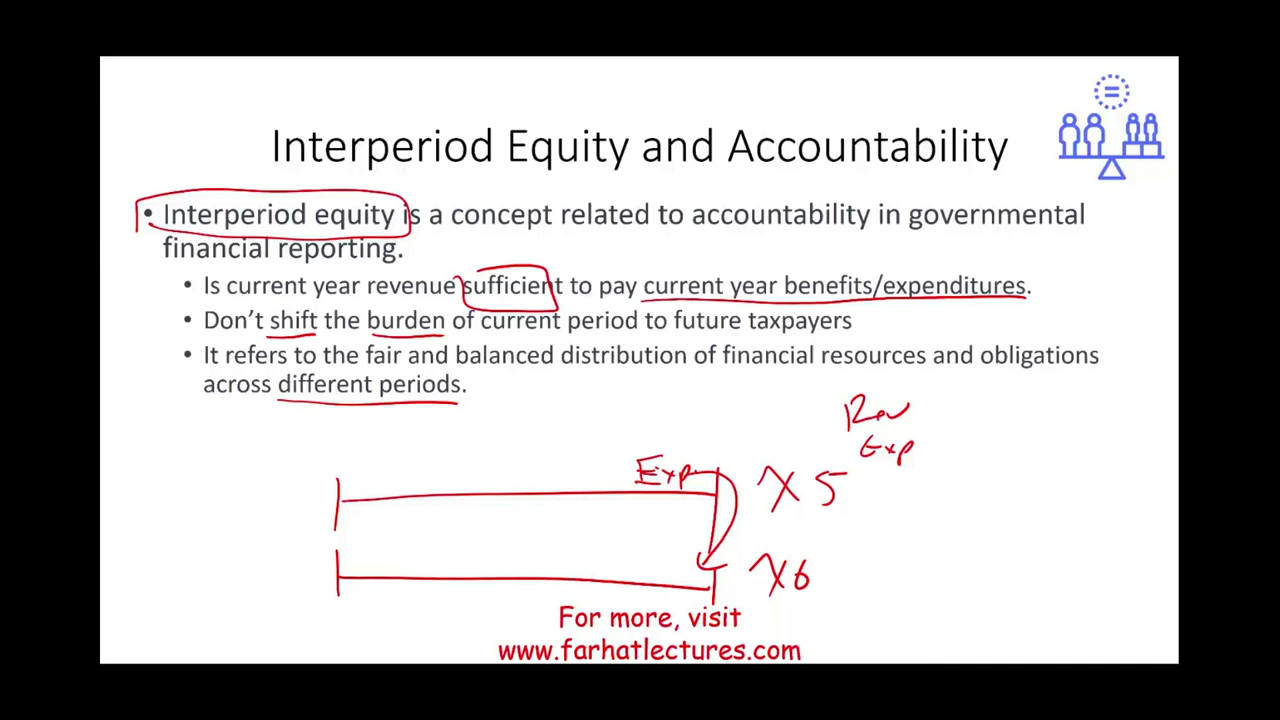 Interperiod Equity and Accountability
• Interperiod equity is a concept related to accountability in governmental
financial reporting.
• Is current year revenue sufficient to pay current year benefits/expenditures.
• Don't shift the burden of current period to future taxpayers
• It refers to the fair and balanced distribution of financial resources and obligations
across different periods.
Rev
Exp
Exp
X5
X6
For more, visit
www.farhatlectures.com